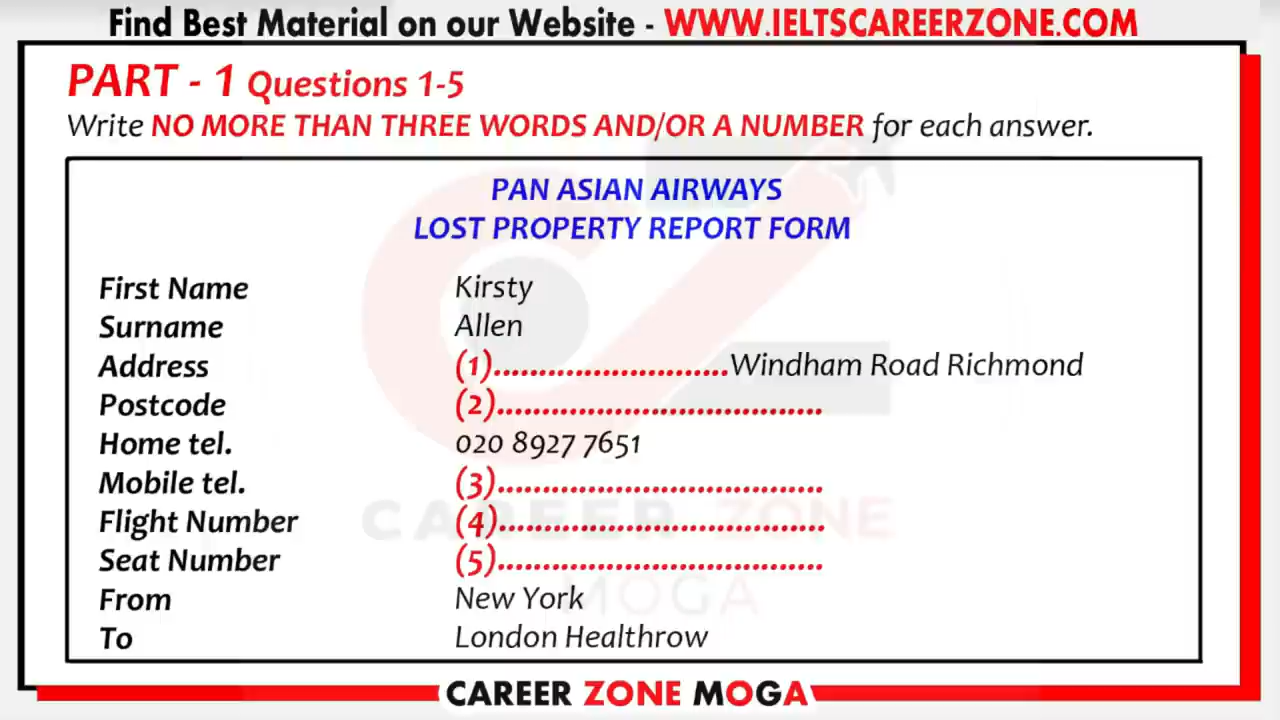 Find Best Material on our Website - WWW.IELTSCAREERZONE.COM
PART - 1 Questions 1-5
Write NO MORE THAN THREE WORDS AND/OR A NUMBER for each answer.
PAN ASIAN AIRWAYS
LOST PROPERTY REPORT FORM
First Name Kirsty
Surname Allen
Address (1)..........................Windham Road Richmond
Postcode (2)....................................
Home tel. 020 8927 7651
Mobile tel. (3)....................................
Flight Number (4)....................................
Seat Number (5)....................................
From New York
To London Healthrow
CAREER ZONE
MOGA
CAREER ZONE MOGA